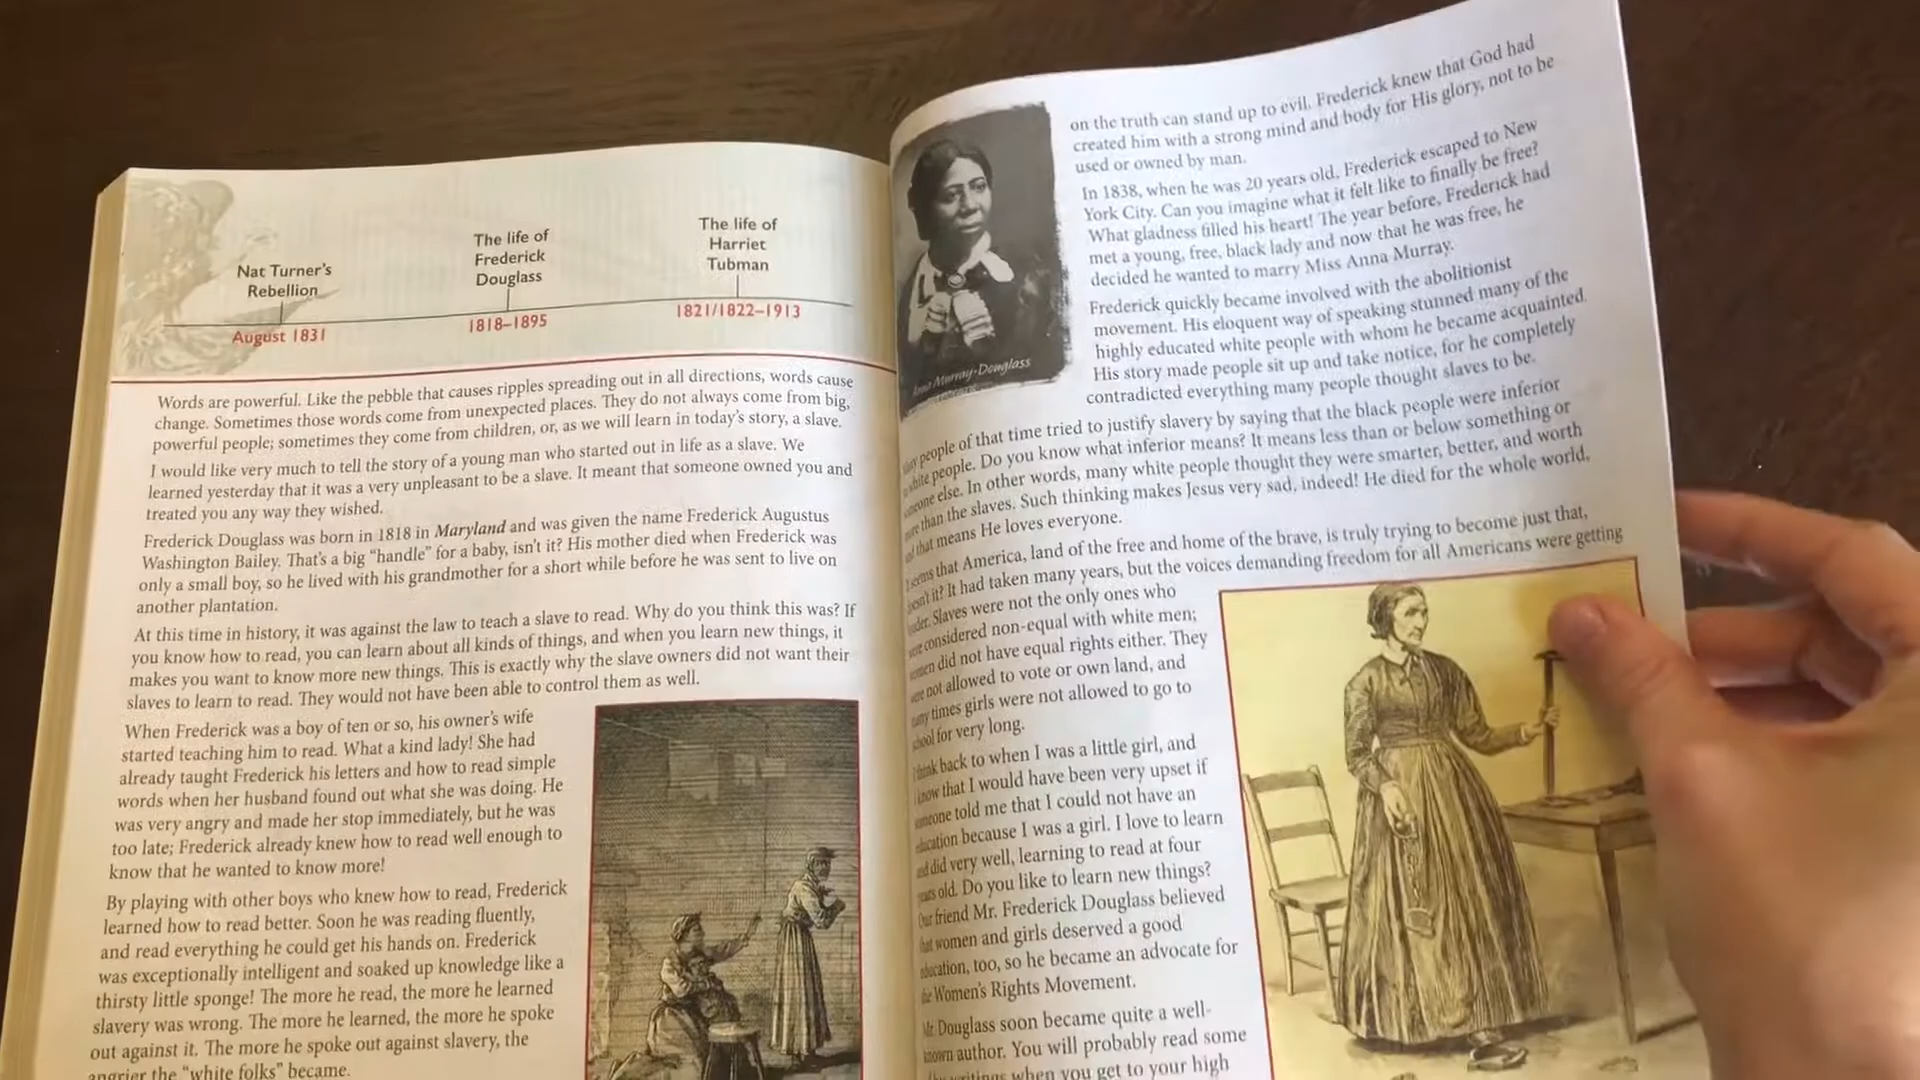 Nat Turner's
Rebellion
August 1831
The life of
Frederick
Douglass
1818–1895
The life of
Harriet
Tubman
1821/1822–1913
Words are powerful. Like the pebble that causes ripples spreading out in all directions, words cause
change. Sometimes those words come from unexpected places. They do not always come from big,
powerful people; sometimes they come from children, or, as we will learn in today's story, a slave.
I would like very much to tell the story of a young man who started out in life as a slave. We
learned yesterday that it was a very unpleasant to be a slave. It meant that someone owned you and
treated you any way they wished.
Frederick Douglass was born in 1818 in Maryland and was given the name Frederick Augustus
Washington Bailey. That's a big "handle" for a baby, isn't it? His mother died when Frederick was
only a small boy, so he lived with his grandmother for a short while before he was sent to live on
another plantation.
At this time in history, it was against the law to teach a slave to read. Why do you think this was? If
you know how to read, you can learn about all kinds of things, and when you learn new things, it
makes you want to know more new things. This is exactly why the slave owners did not want their
slaves to learn to read. They would not have been able to control them as well.
When Frederick was a boy of ten or so, his owner's wife
started teaching him to read. What a kind lady! She had
already taught Frederick his letters and how to read simple
words when her husband found out what she was doing. He
was very angry and made her stop immediately, but he was
too late; Frederick already knew how to read well enough to
know that he wanted to know more!
By playing with other boys who knew how to read, Frederick
learned how to read better. Soon he was reading fluently,
and read everything he could get his hands on. Frederick
was exceptionally intelligent and soaked up knowledge like a
thirsty little sponge! The more he read, the more he learned
slavery was wrong. The more he learned, the more he spoke
out against it. The more he spoke out against slavery, the
angrier the "white folks" became.
Anna Murray-Douglass
on the truth can stand up to evil. Frederick knew that God had
created him with a strong mind and body for His glory, not to be
used or owned by man.
In 1838, when he was 20 years old, Frederick escaped to New
York City. Can you imagine what it felt like to finally be free?
What gladness filled his heart! The year before, Frederick had
met a young, free, black lady and now that he was free, he
decided he wanted to marry Miss Anna Murray.
Frederick quickly became involved with the abolitionist
movement. His eloquent way of speaking stunned many of the
highly educated white people with whom he became acquainted.
His story made people sit up and take notice, for he completely
contradicted everything many people thought slaves to be.
people of that time tried to justify slavery by saying that the black people were inferior
white people. Do you know what inferior means? It means less than or below something or
someone else. In other words, many white people thought they were smarter, better, and worth
than the slaves. Such thinking makes Jesus very sad, indeed! He died for the whole world,
that means He loves everyone.
that America, land of the free and home of the brave, is truly trying to become just that,
it? It had taken many years, but the voices demanding freedom for all Americans were getting
Slaves were not the only ones who
considered non-equal with white men;
did not have equal rights either. They
not allowed to vote or own land, and
times girls were not allowed to go to
school for very long.
think back to when I was a little girl, and
know that I would have been very upset if
someone told me that I could not have an
education because I was a girl. I love to learn
and did very well, learning to read at four
years old. Do you like to learn new things?
Our friend Mr. Frederick Douglass believed
that women and girls deserved a good
education, too, so he became an advocate for
the Women's Rights Movement.
Mr. Douglass soon became quite a well-
known author. You will probably read some
writings when you get to your high